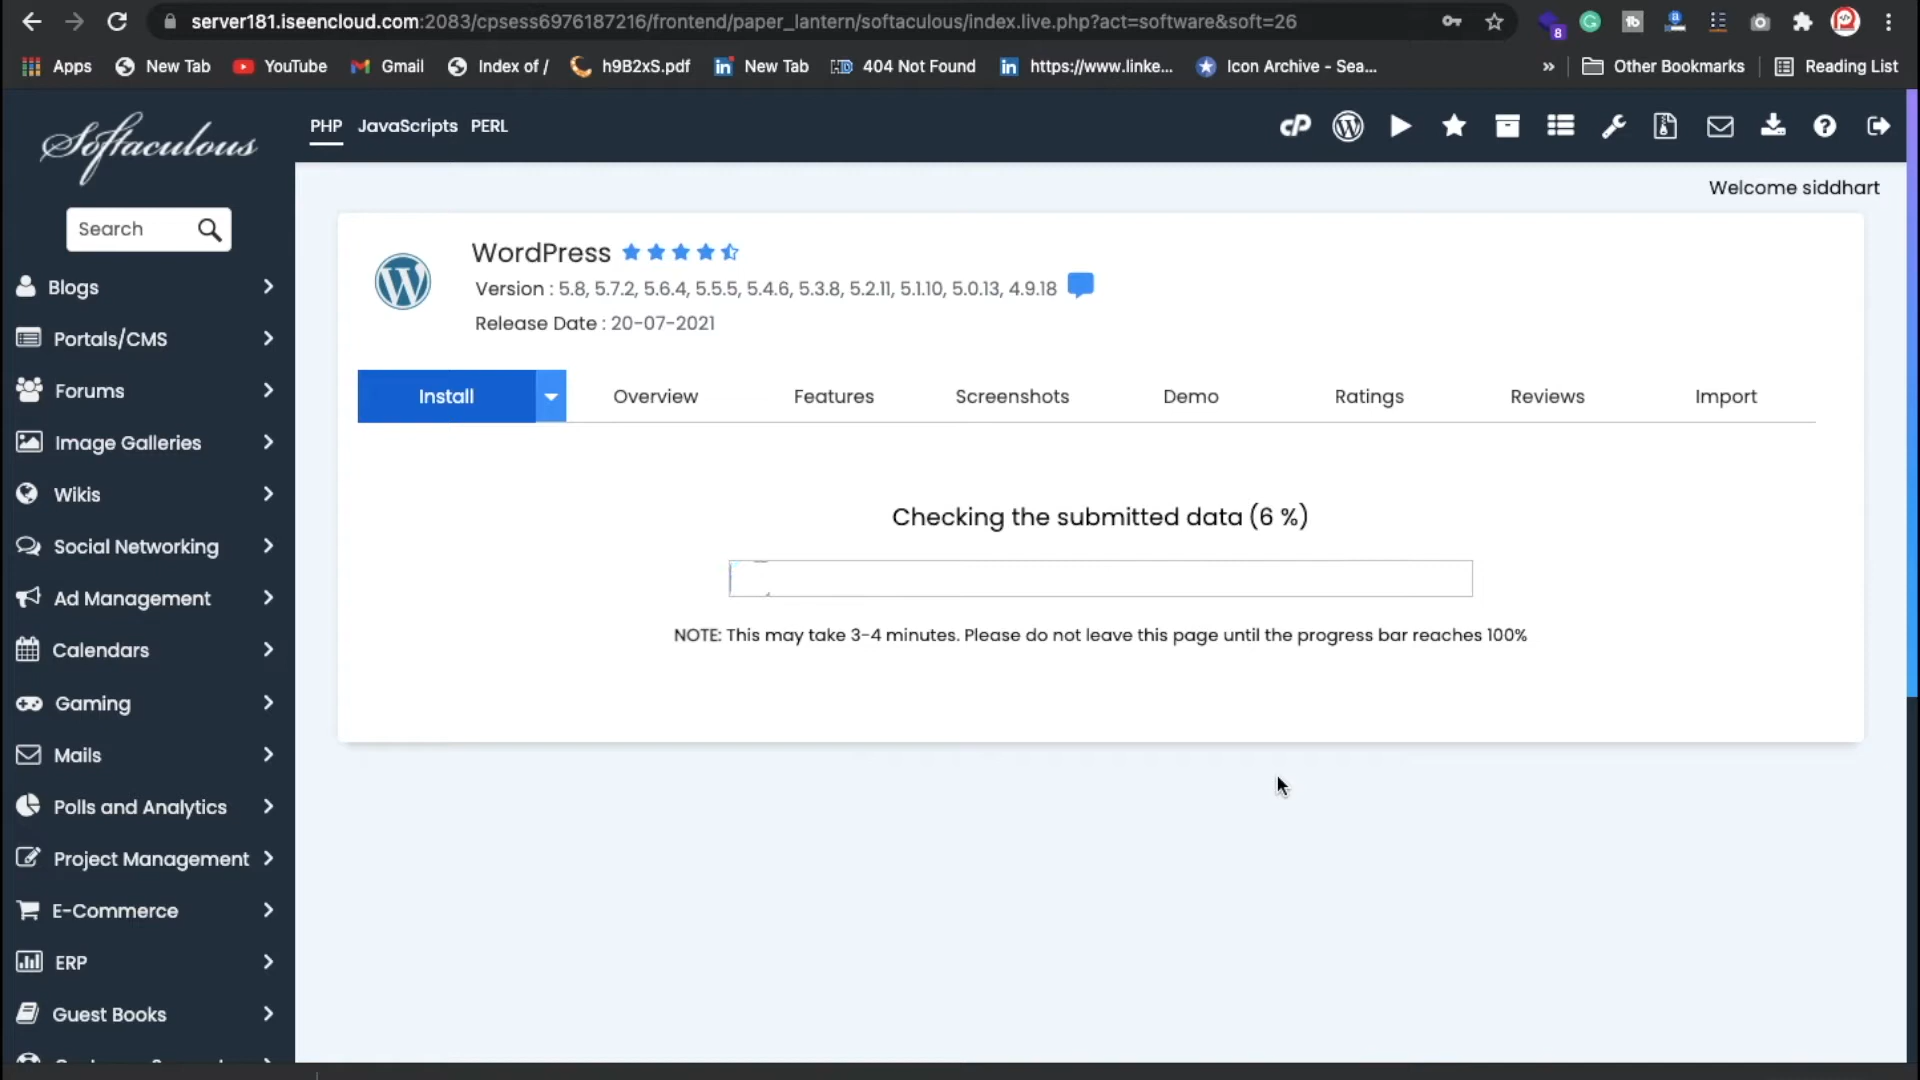 server181.iseencloud.com:2083/cpsess6976187216/frontend/paper_lantern/softaculous/index.live.php?act=software&soft=26
8
Apps
New Tab
YouTube
Gmail
Index of /
h9B2xS.pdf
New Tab
404 Not Found
https://www.linke...
Icon Archive - Sea...
»
Other Bookmarks
Reading List
Softaculous
PHP
JavaScripts
PERL
Welcome siddhart
Search
Blogs
Portals/CMS
Forums
Image Galleries
Wikis
Social Networking
Ad Management
Calendars
Gaming
Mails
Polls and Analytics
Project Management
E-Commerce
ERP
Guest Books
WordPress
Version : 5.8, 5.7.2, 5.6.4, 5.5.5, 5.4.6, 5.3.8, 5.2.11, 5.1.10, 5.0.13, 4.9.18
Release Date : 20-07-2021
Install
Overview
Features
Screenshots
Demo
Ratings
Reviews
Import
Checking the submitted data (6 %)
NOTE: This may take 3-4 minutes. Please do not leave this page until the progress bar reaches 100%